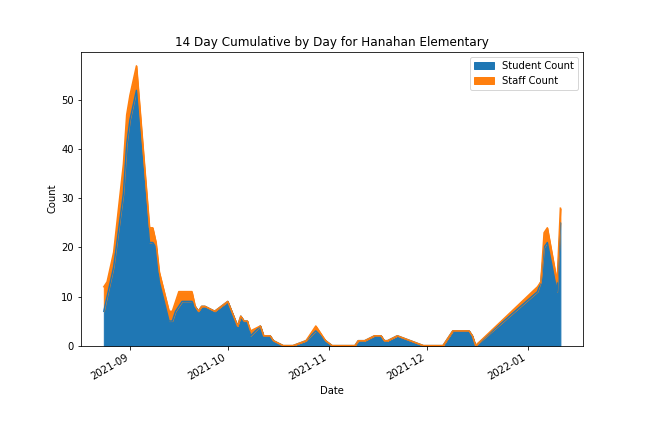 14 Day Cumulative by Day for Hanahan Elementary
Student Count
Staff Count
Count
50
40
30
20
10
0
2021-09
2021-10
2021-11
2021-12
2022-01
Date